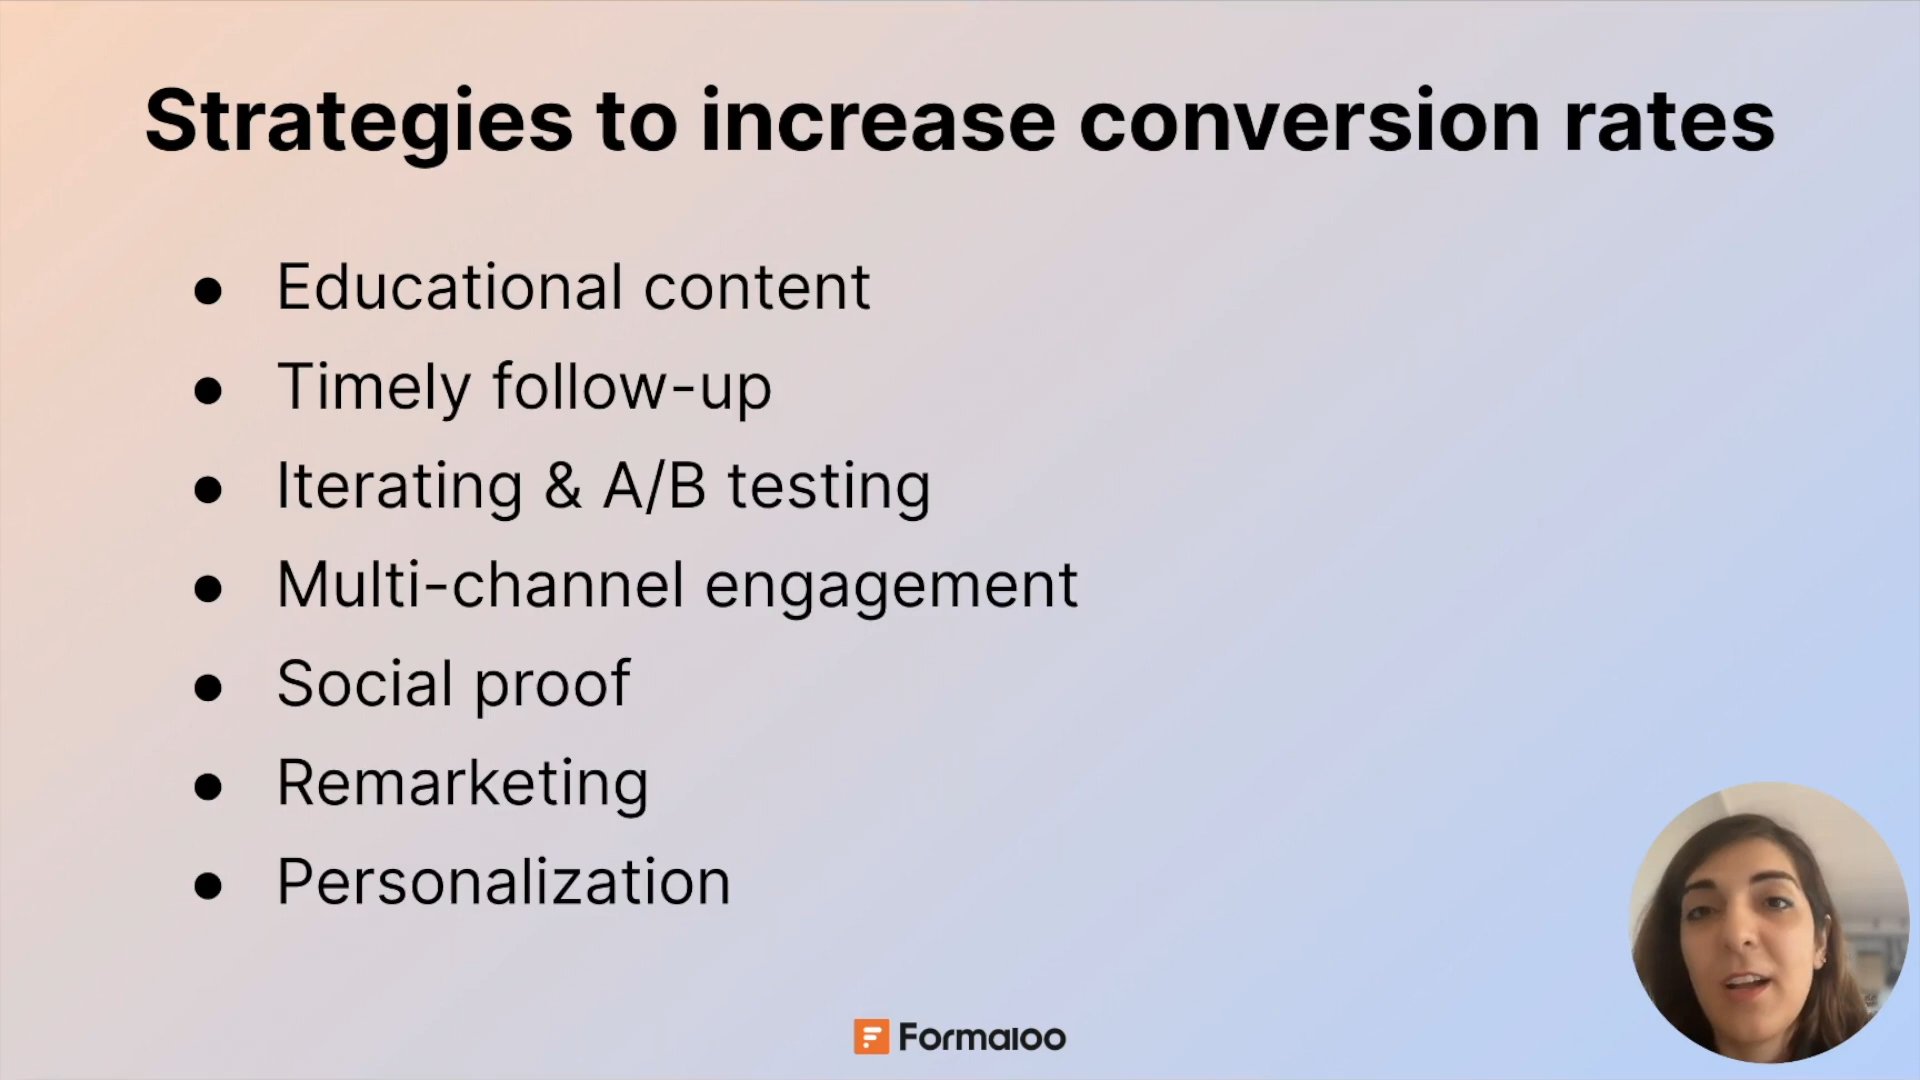 Strategies to increase conversion rates
● Educational content
● Timely follow-up
● Iterating & A/B testing
● Multi-channel engagement
● Social proof
● Remarketing
● Personalization
Formaloo